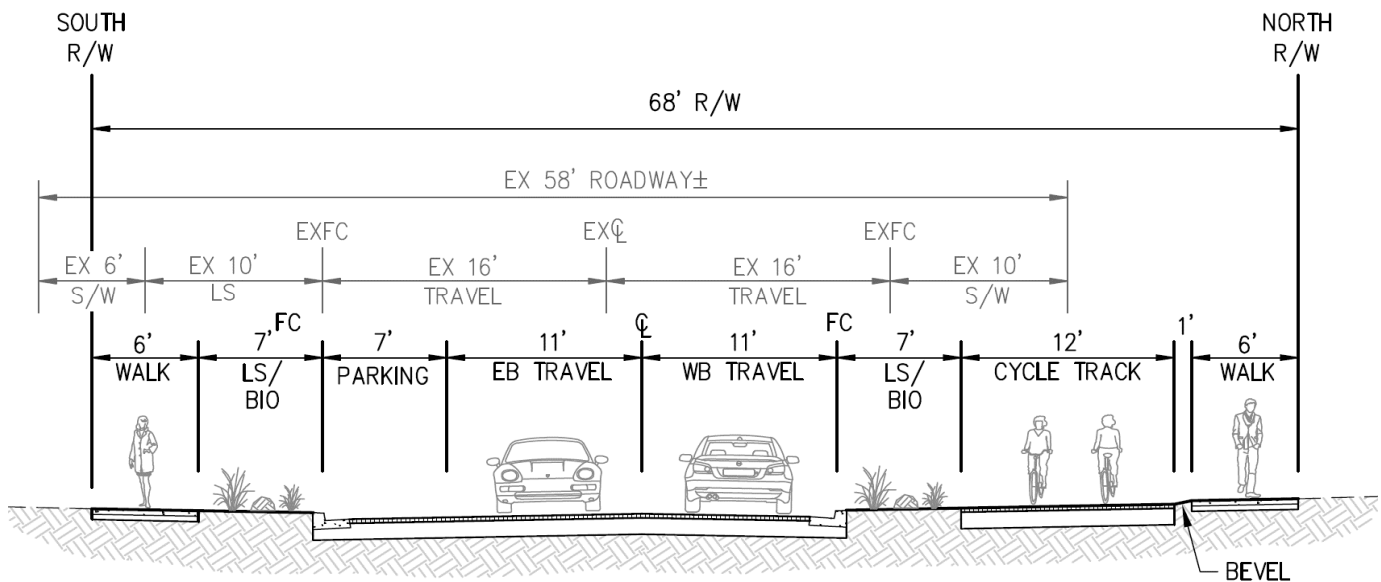 SOUTH
R/W
NORTH
R/W
68' R/W
EX 58' ROADWAY±
EXFC
EX℄
EXFC
EX 6'
S/W
EX 10'
LS
EX 16'
TRAVEL
EX 16'
TRAVEL
EX 10'
S/W
FC
℄
FC
6'
WALK
7'
LS/
BIO
7'
PARKING
11'
EB TRAVEL
11'
WB TRAVEL
7'
LS/
BIO
12'
CYCLE TRACK
1'
6'
WALK
BEVEL